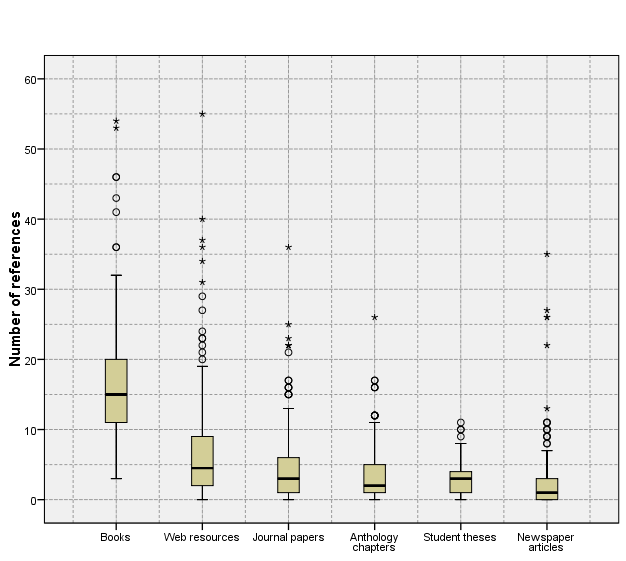 Number of references
60
50
40
30
20
10
0
Books
Web resources
Journal papers
Anthology
chapters
Student theses
Newspaper
articles